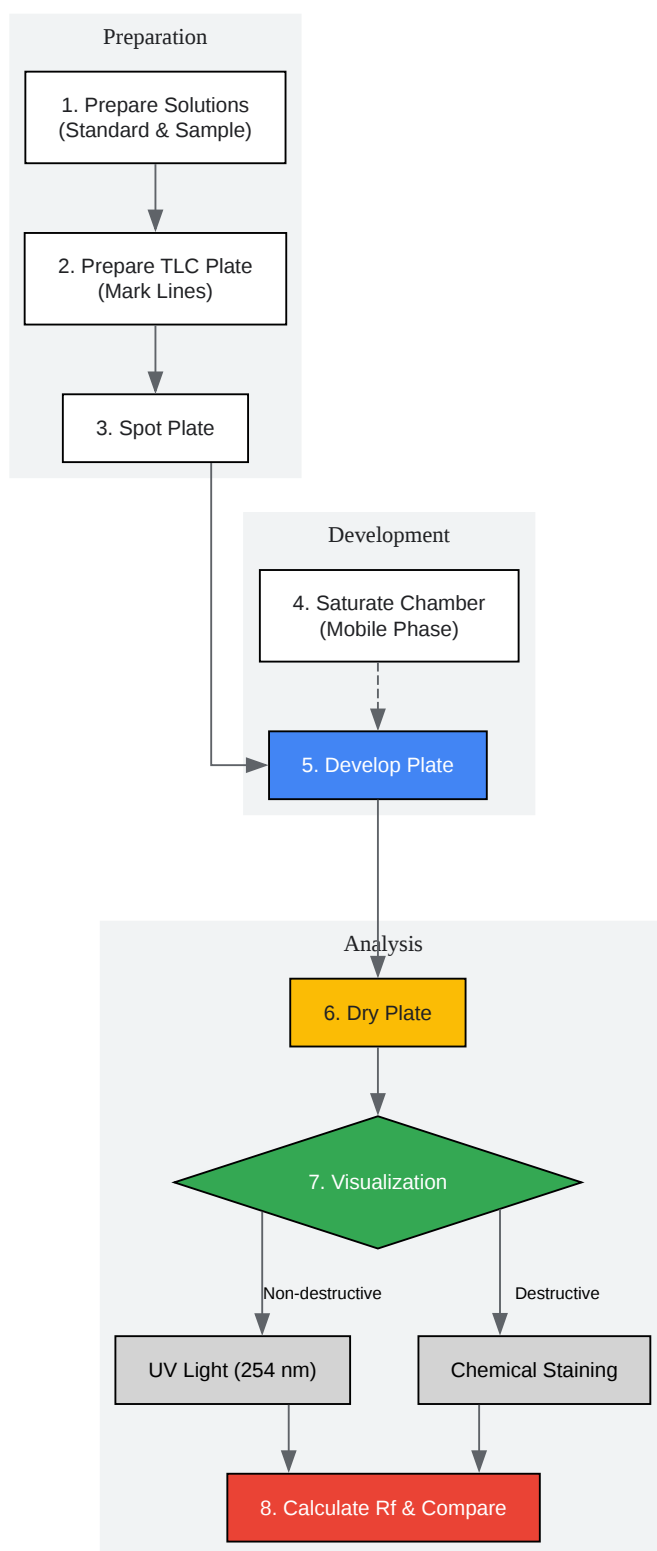 Preparation
1. Prepare Solutions
(Standard & Sample)
2. Prepare TLC Plate
(Mark Lines)
3. Spot Plate
Development
4. Saturate Chamber
(Mobile Phase)
5. Develop Plate
Analysis
6. Dry Plate
7. Visualization
Non-destructive
Destructive
UV Light (254 nm)
Chemical Staining
8. Calculate Rf & Compare